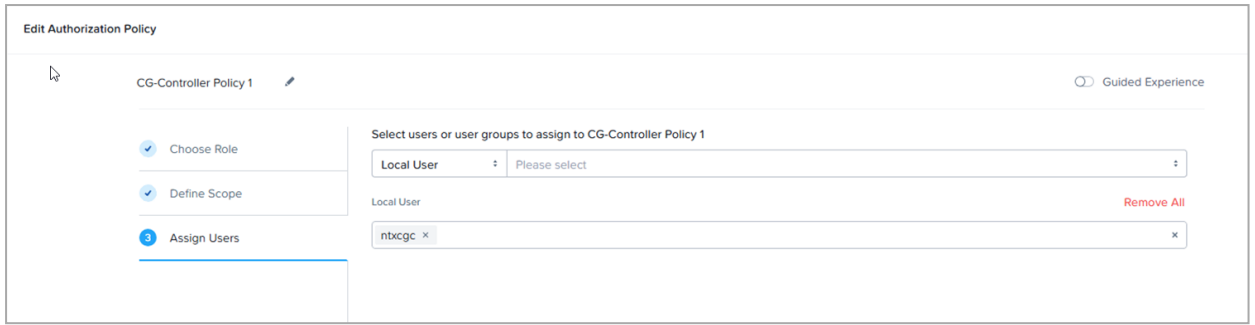 Edit Authorization Policy
CG-Controller Policy 1
Guided Experience
Choose Role
Define Scope
3 Assign Users
Select users or user groups to assign to CG-Controller Policy 1
Local User Please select
Local User Remove All
ntxcgc × ×